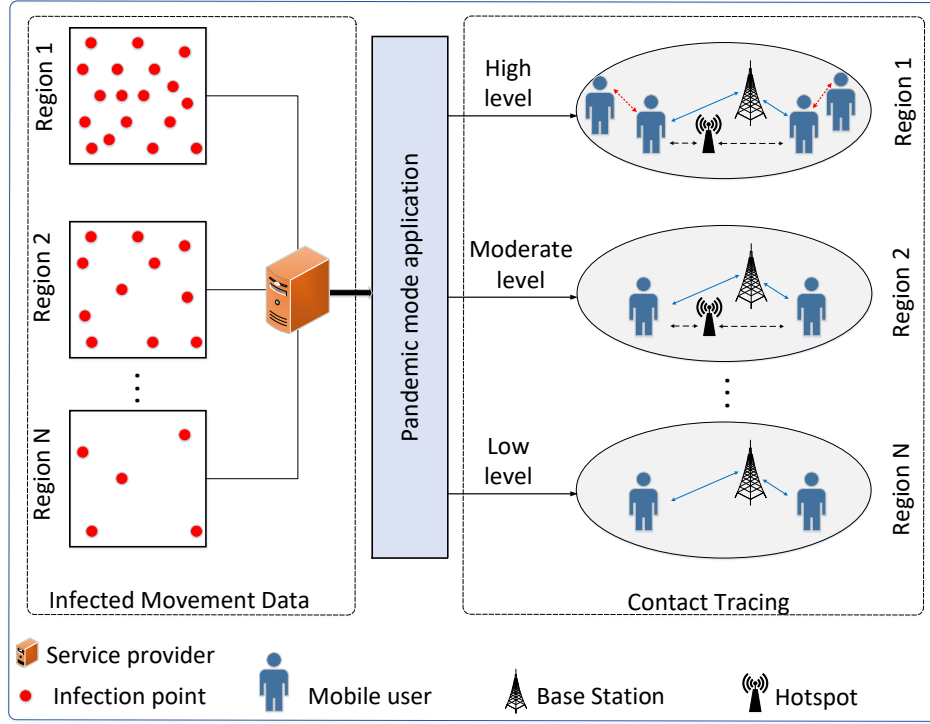 Region 1
Region 2
Region N
Infected Movement Data
Pandemic mode application
High
level
Moderate
level
Low
level
Region 1
Region 2
Region N
Contact Tracing
Service provider
Infection point
Mobile user
Base Station
Hotspot